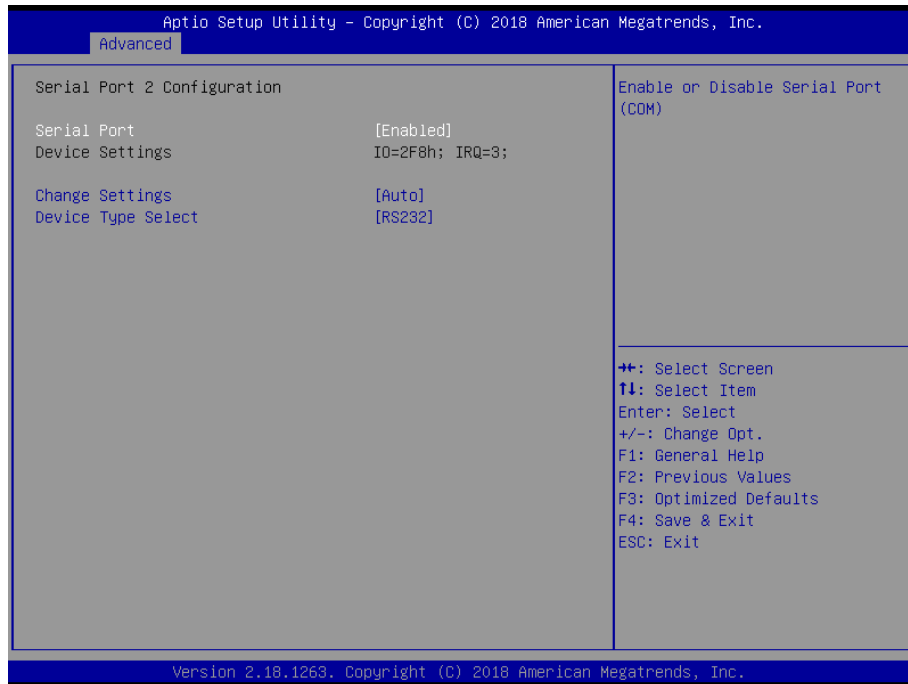 Aptio Setup Utility – Copyright (C) 2018 American Megatrends, Inc.
Advanced
Serial Port 2 Configuration
Serial Port [Enabled]
Device Settings IO=2F8h; IRQ=3;
Change Settings [Auto]
Device Type Select [RS232]
Enable or Disable Serial Port
(COM)
→←: Select Screen
↑↓: Select Item
Enter: Select
+/-: Change Opt.
F1: General Help
F2: Previous Values
F3: Optimized Defaults
F4: Save & Exit
ESC: Exit
Version 2.18.1263. Copyright (C) 2018 American Megatrends, Inc.